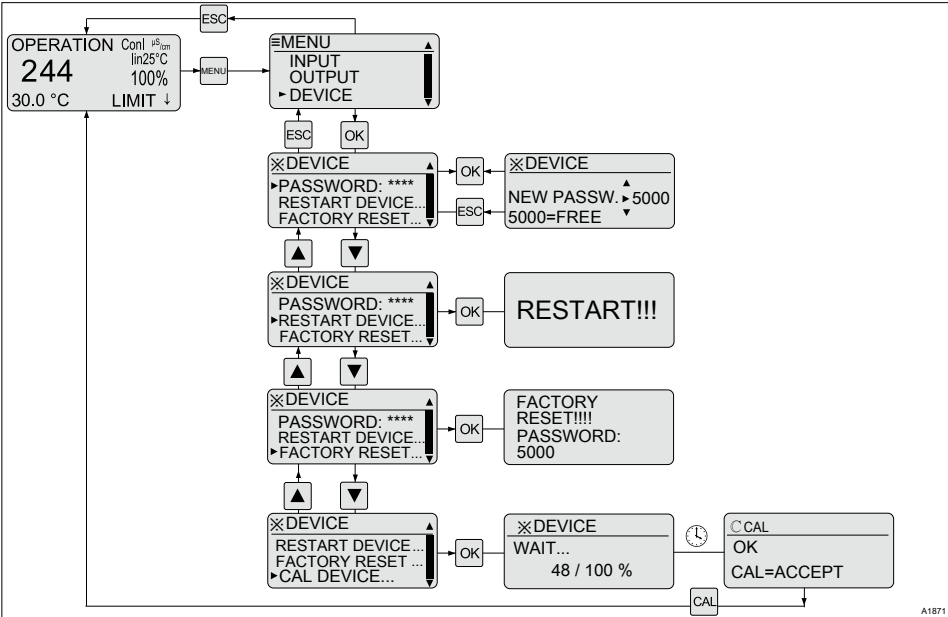 ESC
OPERATION Conl µS/cm
lin25°C
244 100%
30.0 °C LIMIT ↓
MENU
≡MENU ▲
INPUT
OUTPUT
►DEVICE ▼
ESC OK
※DEVICE ▲
►PASSWORD: ****
RESTART DEVICE...
FACTORY RESET... ▼
OK
ESC
※DEVICE
▲
NEW PASSW. ►5000
5000=FREE ▼
▲ ▼
※DEVICE ▲
PASSWORD: ****
►RESTART DEVICE...
FACTORY RESET... ▼
OK
RESTART!!!
▲ ▼
※DEVICE ▲
PASSWORD: ****
RESTART DEVICE...
►FACTORY RESET... ▼
OK
FACTORY
RESET!!!!
PASSWORD:
5000
▲ ▼
※DEVICE ▲
RESTART DEVICE...
FACTORY RESET ...
►CAL DEVICE... ▼
OK
※DEVICE
WAIT...
48 / 100 %
C CAL
OK
CAL=ACCEPT
CAL
A1871